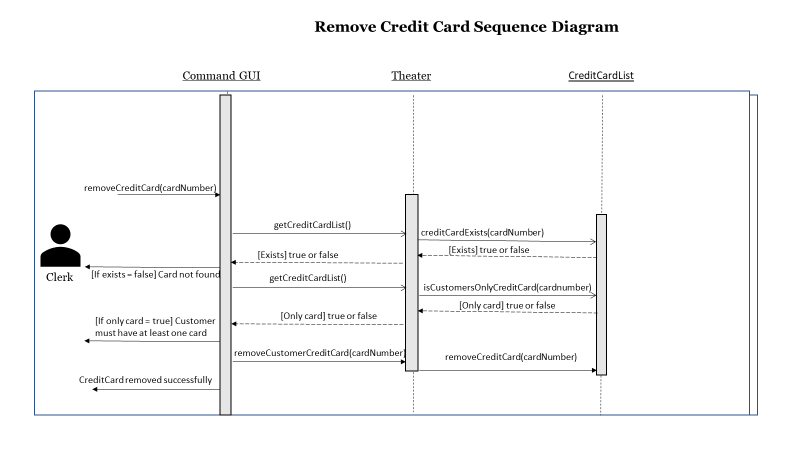 Remove Credit Card Sequence Diagram
Command GUI
Theater
CreditCardList
removeCreditCard(cardNumber)
getCreditCardList()
creditCardExists(cardNumber)
[Exists] true or false
[Exists] true or false
[If exists = false] Card not found
Clerk
getCreditCardList()
isCustomersOnlyCreditCard(cardnumber)
[Only card] true or false
[Only card] true or false
[If only card = true] Customer
must have at least one card
removeCustomerCreditCard(cardNumber)
removeCreditCard(cardNumber)
CreditCard removed successfully